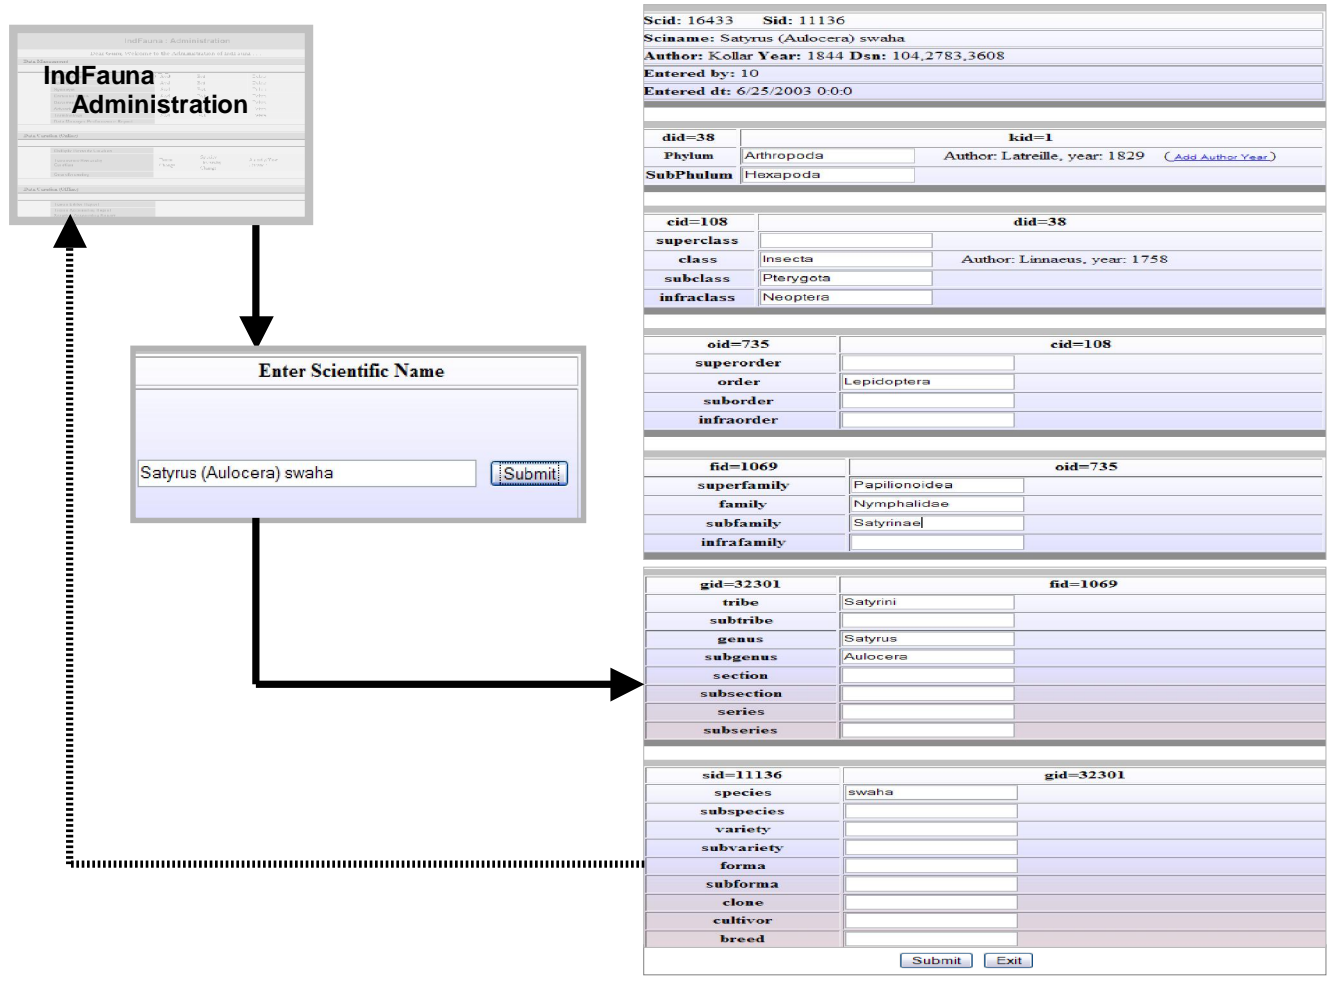 IndFauna : Administration
IndFauna
Administration
Enter Scientific Name
Satyrus (Aulocera) swaha Submit
Scid: 16433 Sid: 11136
Sciname: Satyrus (Aulocera) swaha
Author: Kollar Year: 1844 Dsn: 104,2783,3608
Entered by: 10
Entered dt: 6/25/2003 0:0:0
did=38 kid=1
Phylum Arthropoda Author: Latreille, year: 1829 (Add Author Year)
SubPhulum Hexapoda
cid=108 did=38
superclass
class Insecta Author: Linnaeus, year: 1758
subclass Pterygota
infraclass Neoptera
oid=735 cid=108
superorder
order Lepidoptera
suborder
infraorder
fid=1069 oid=735
superfamily Papilionoidea
family Nymphalidae
subfamily Satyrinae
infrafamily
gid=32301 fid=1069
tribe Satyrini
subtribe
genus Satyrus
subgenus Aulocera
section
subsection
series
subseries
sid=11136 gid=32301
species swaha
subspecies
variety
subvariety
forma
subforma
clone
cultivor
breed
Submit Exit